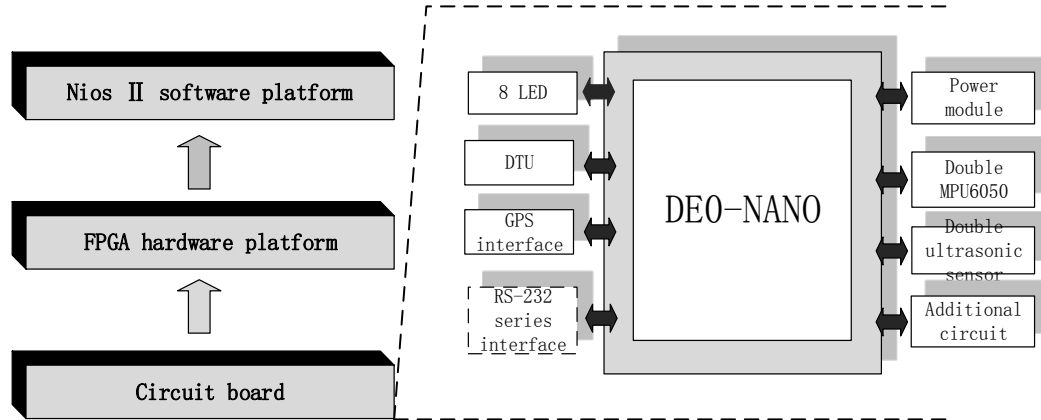 Nios Ⅱ software platform
FPGA hardware platform
Circuit board
8 LED
DTU
GPS
interface
RS-232
series
interface
DE0-NANO
Power
module
Double
MPU6050
Double
ultrasonic
sensor
Additional
circuit